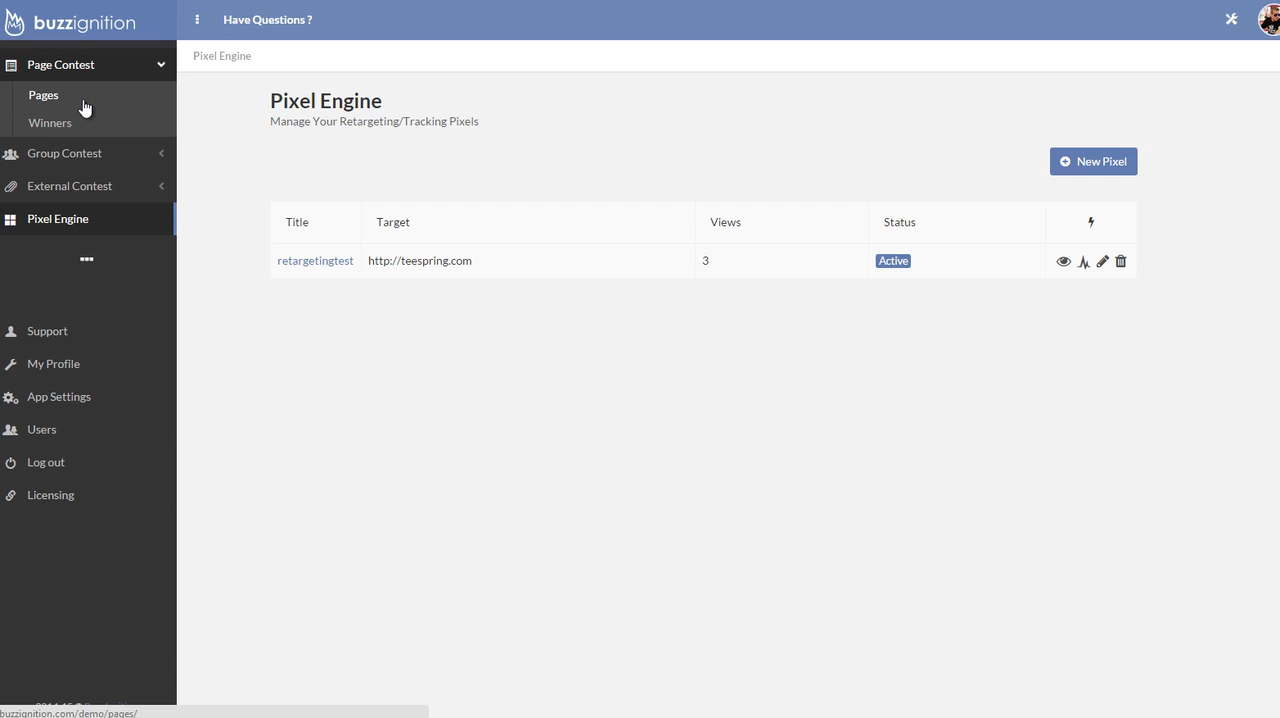 buzzignition
Have Questions ?
Page Contest
Pages
Winners
Group Contest
External Contest
Pixel Engine
Support
My Profile
App Settings
Users
Log out
Licensing
Pixel Engine
Pixel Engine
Manage Your Retargeting/Tracking Pixels
New Pixel
Title Target Views Status
retargetingtest http://teespring.com 3 Active
buzzignition.com/demo/pages/